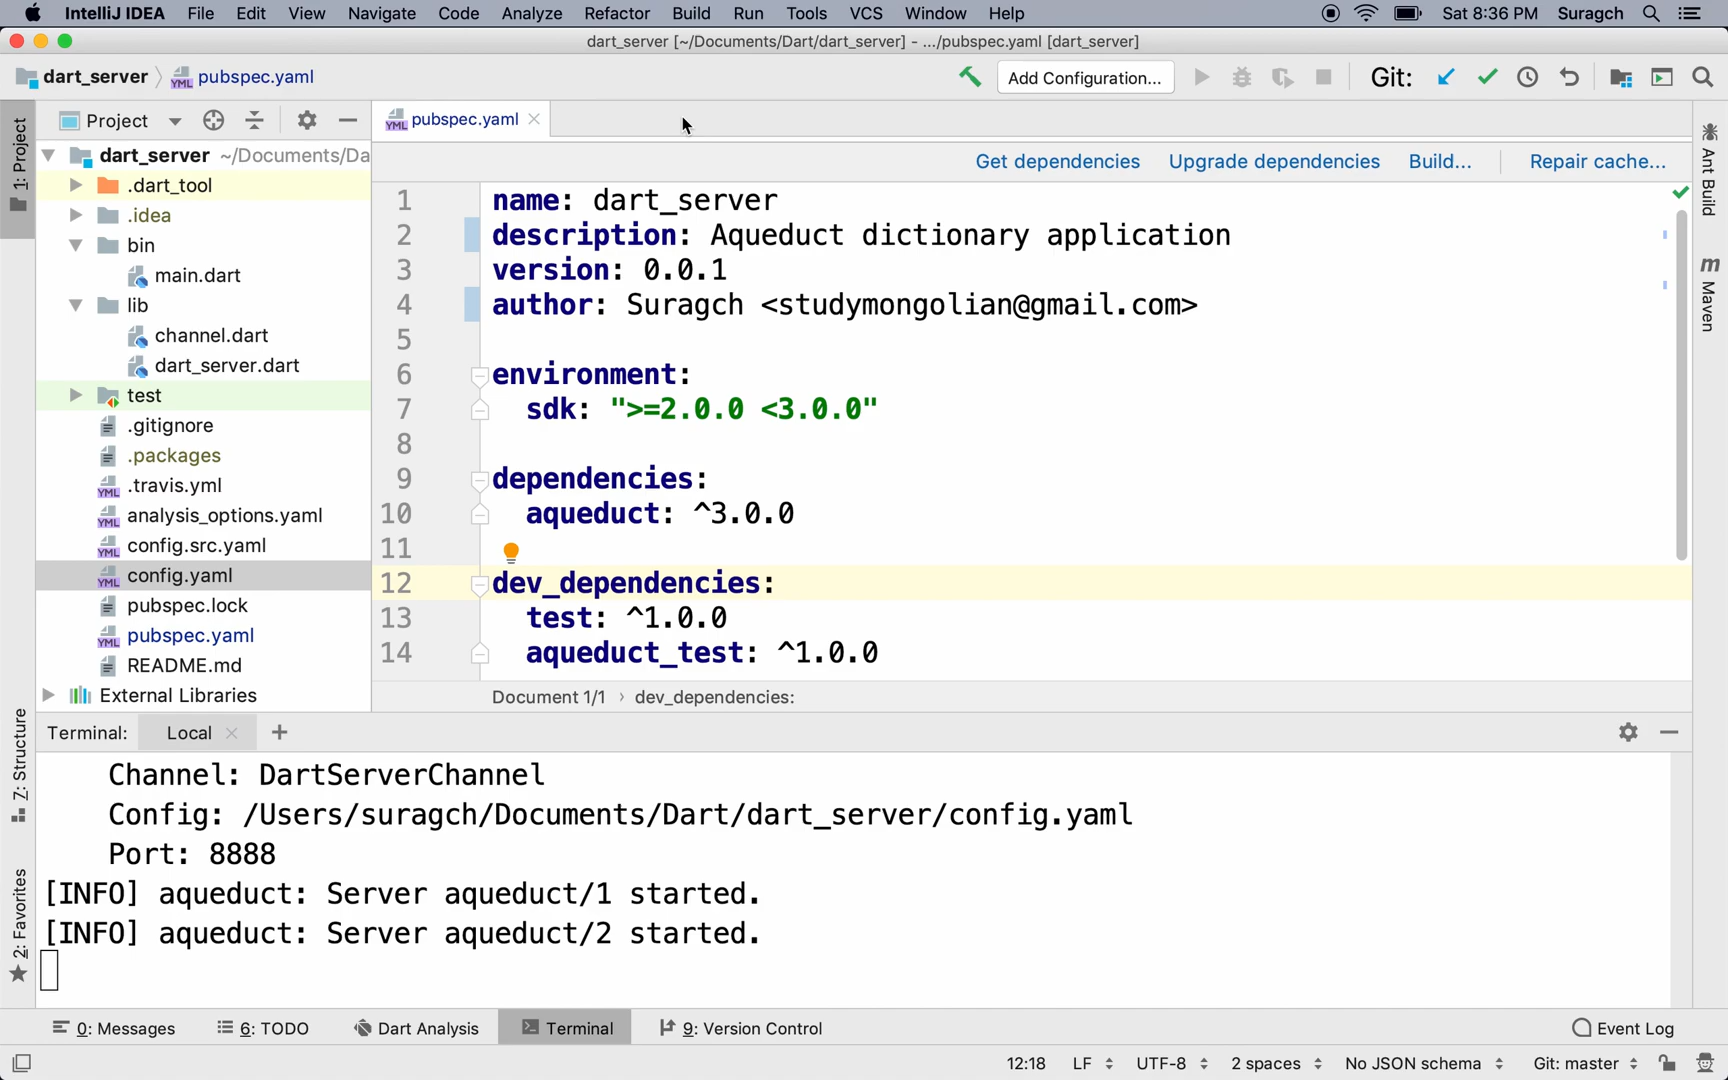 IntelliJ IDEA File Edit View Navigate Code Analyze Refactor Build Run Tools VCS Window Help Sat 8:36 PM Suragch
dart_server [~/Documents/Dart/dart_server] - .../pubspec.yaml [dart_server]
dart_server pubspec.yaml Add Configuration... Git:
1: Project
Project
pubspec.yaml
Get dependencies Upgrade dependencies Build... Repair cache...
dart_server ~/Documents/Da
.dart_tool
.idea
bin
main.dart
lib
channel.dart
dart_server.dart
test
.gitignore
.packages
.travis.yml
analysis_options.yaml
config.src.yaml
config.yaml
pubspec.lock
pubspec.yaml
README.md
External Libraries
1 name: dart_server
2 description: Aqueduct dictionary application
3 version: 0.0.1
4 author: Suragch <studymongolian@gmail.com>
5
6 environment:
7 sdk: ">=2.0.0 <3.0.0"
8
9 dependencies:
10 aqueduct: ^3.0.0
11
12 dev_dependencies:
13 test: ^1.0.0
14 aqueduct_test: ^1.0.0
Document 1/1 › dev_dependencies:
Ant Build
m Maven
Z: Structure
2: Favorites
Terminal: Local
Channel: DartServerChannel
Config: /Users/suragch/Documents/Dart/dart_server/config.yaml
Port: 8888
[INFO] aqueduct: Server aqueduct/1 started.
[INFO] aqueduct: Server aqueduct/2 started.
0: Messages 6: TODO Dart Analysis Terminal 9: Version Control Event Log
12:18 LF UTF-8 2 spaces No JSON schema Git: master